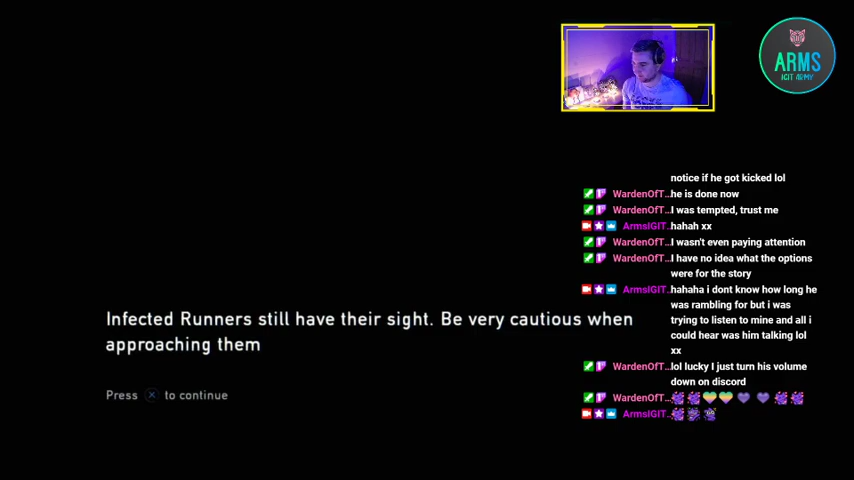 ARMS
IGIT ARMY
notice if he got kicked lol
WardenOfT...he is done now
WardenOfT...I was tempted, trust me
ArmsIGIT...hahah xx
WardenOfT...I wasn't even paying attention
WardenOfT...I have no idea what the options
were for the story
ArmsIGIT...hahaha i dont know how long he
was rambling for but i was
trying to listen to mine and all i
could hear was him talking lol
xx
WardenOfT...lol lucky I just turn his volume
down on discord
WardenOfT...
ArmsIGIT...
Infected Runners still have their sight. Be very cautious when
approaching them
Press X to continue